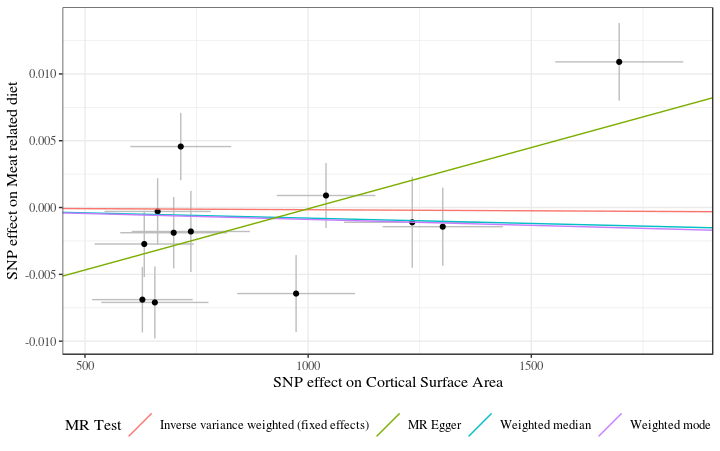 SNP effect on Meat related diet
0.010
0.005
0.000
-0.005
-0.010
500
1000
1500
SNP effect on Cortical Surface Area
MR Test
Inverse variance weighted (fixed effects)
MR Egger
Weighted median
Weighted mode